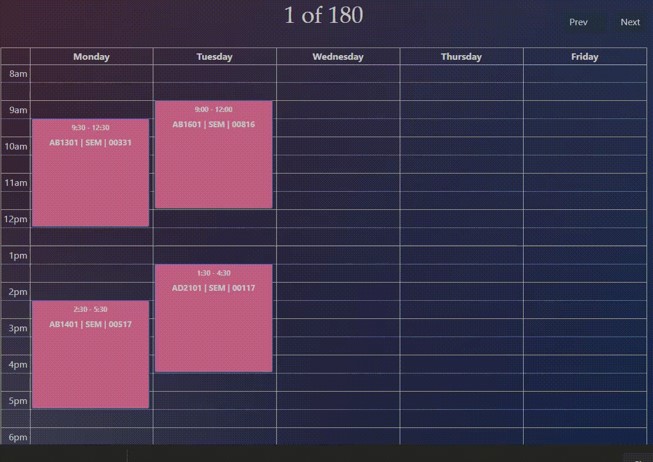 1 of 180
Prev
Next
Monday
Tuesday
Wednesday
Thursday
Friday
8am
9am
9:00 - 12:00
AB1601 | SEM | 00816
9:30 - 12:30
AB1301 | SEM | 00331
10am
11am
12pm
1pm
1:30 - 4:30
AD2101 | SEM | 00117
2pm
2:30 - 5:30
AB1401 | SEM | 00517
3pm
4pm
5pm
6pm